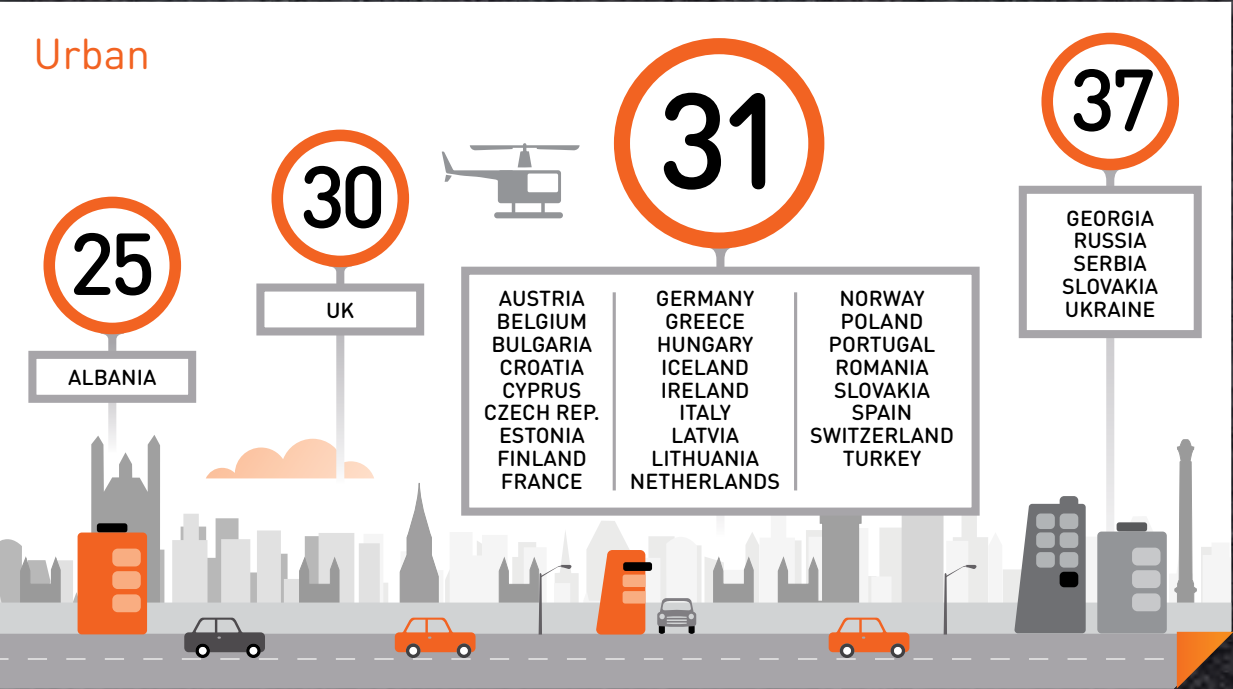 Urban
25
ALBANIA
30
UK
31
AUSTRIA
BELGIUM
BULGARIA
CROATIA
CYPRUS
CZECH REP.
ESTONIA
FINLAND
FRANCE
GERMANY
GREECE
HUNGARY
ICELAND
IRELAND
ITALY
LATVIA
LITHUANIA
NETHERLANDS
NORWAY
POLAND
PORTUGAL
ROMANIA
SLOVAKIA
SPAIN
SWITZERLAND
TURKEY
37
GEORGIA
RUSSIA
SERBIA
SLOVAKIA
UKRAINE